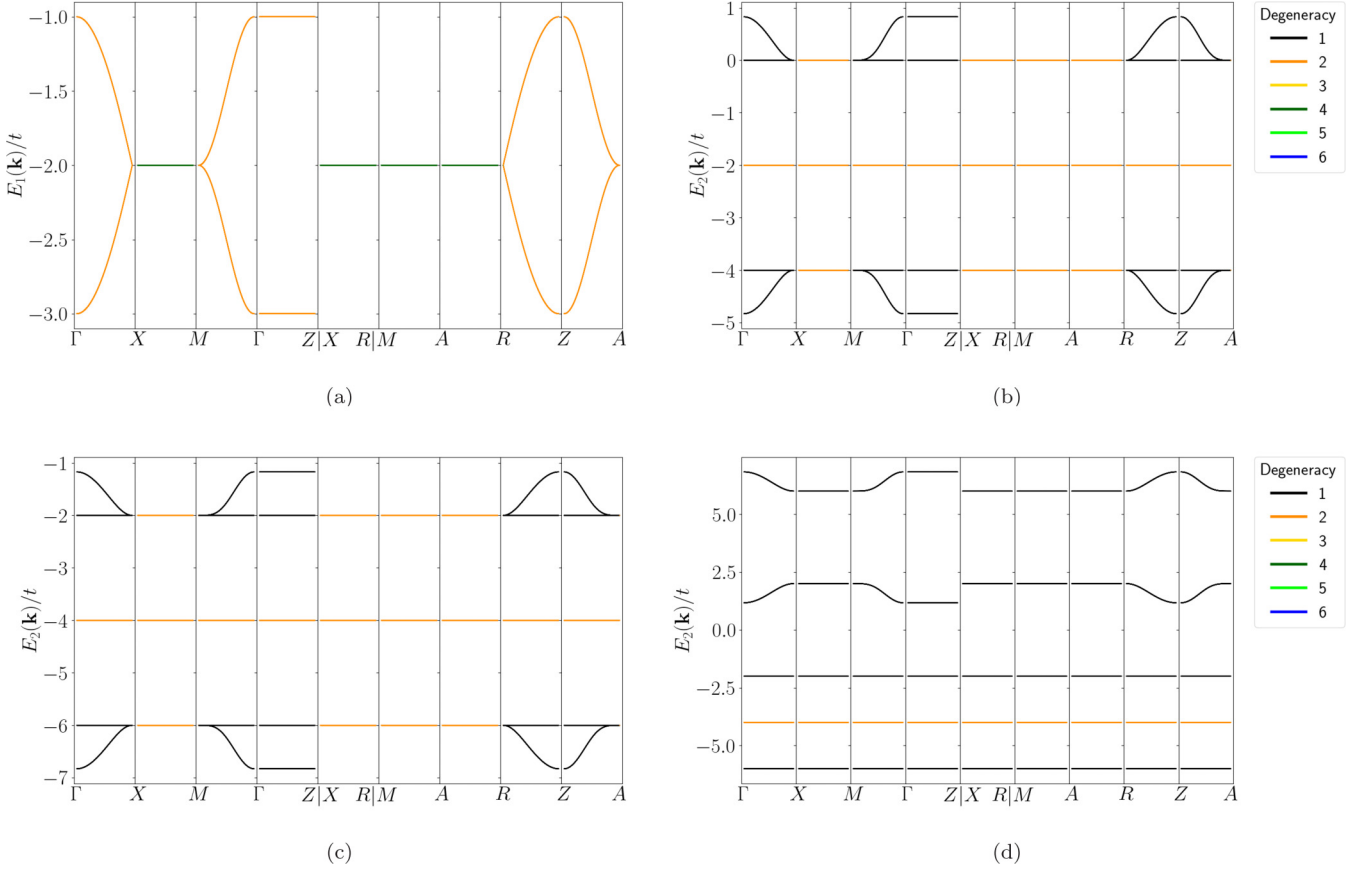 E₁(k)/t
−1.0
−1.5
−2.0
−2.5
−3.0
Γ X M Γ Z|X R|M A R Z A
(a)
E₂(k)/t
1
0
−1
−2
−3
−4
−5
Γ X M Γ Z|X R|M A R Z A
(b)
Degeneracy
1
2
3
4
5
6
E₂(k)/t
−1
−2
−3
−4
−5
−6
−7
Γ X M Γ Z|X R|M A R Z A
(c)
E₂(k)/t
5.0
2.5
0.0
−2.5
−5.0
Γ X M Γ Z|X R|M A R Z A
(d)
Degeneracy
1
2
3
4
5
6